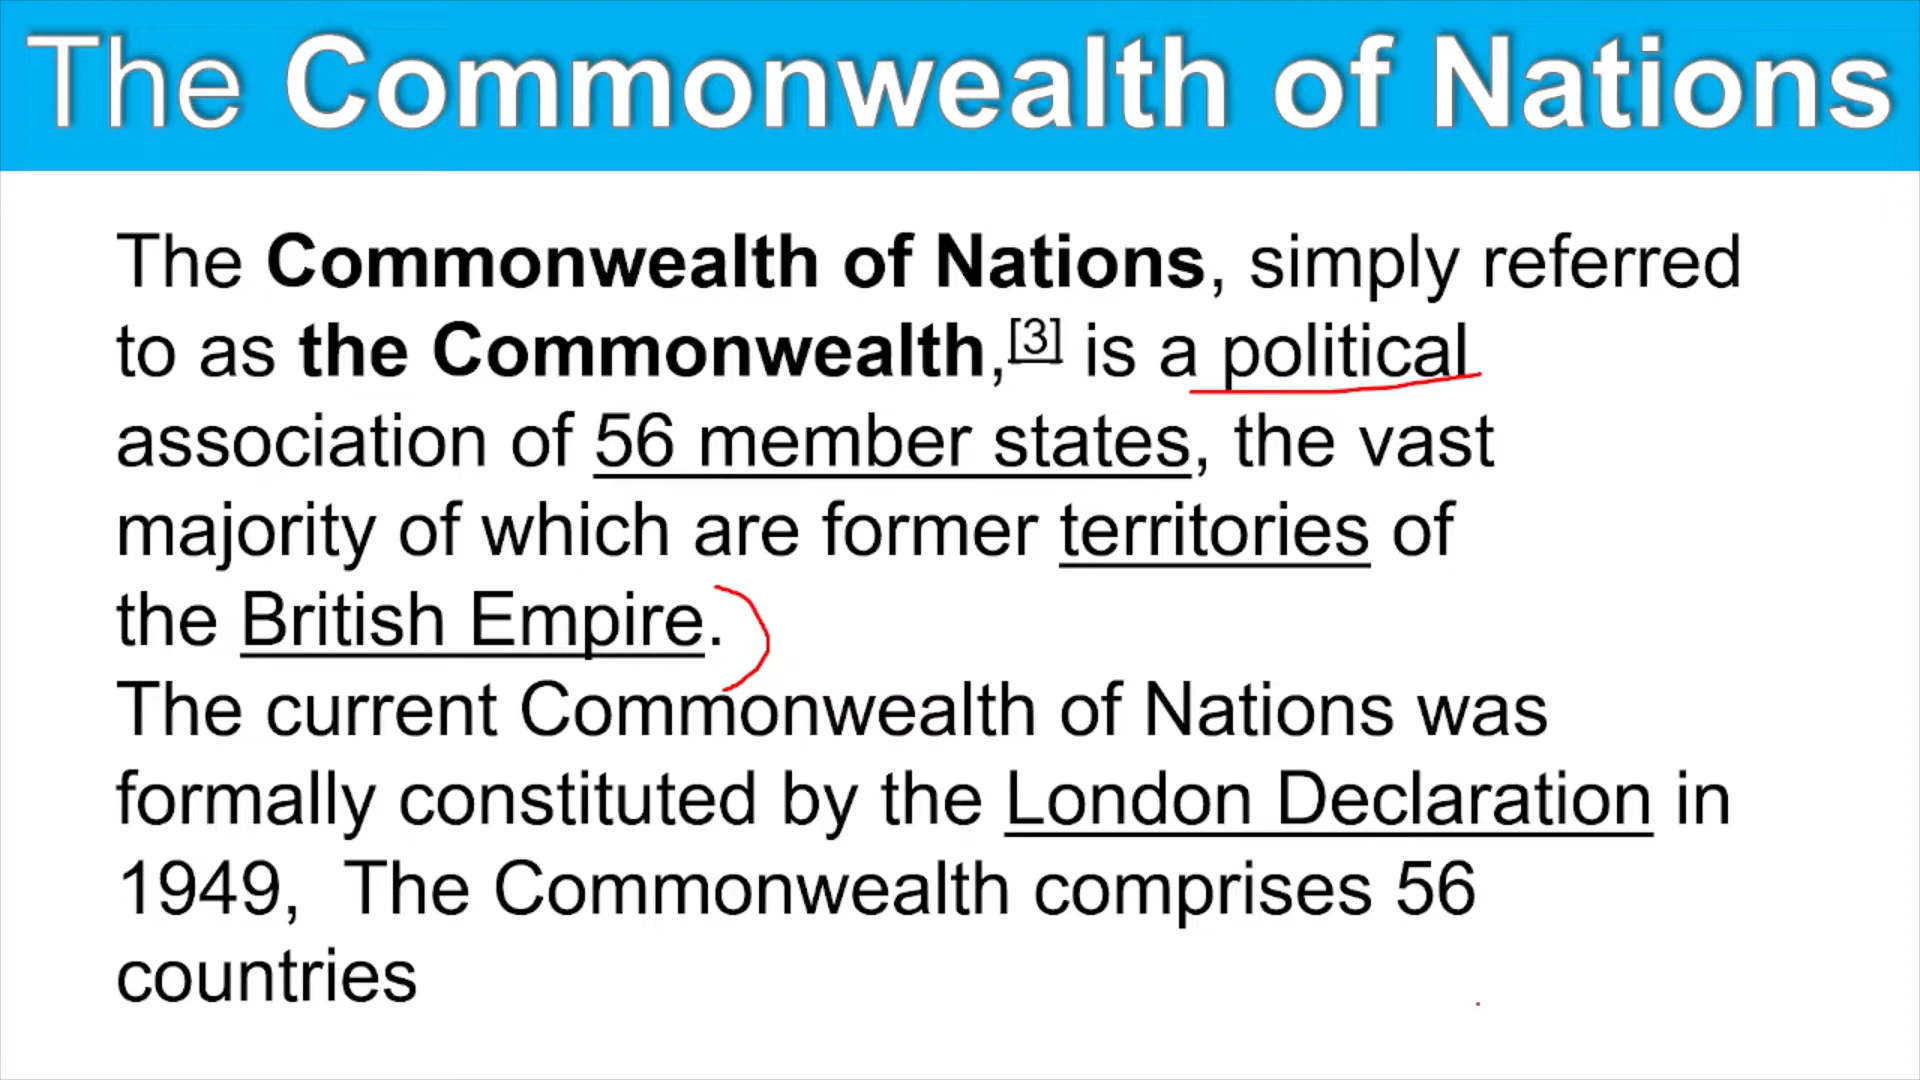 The Commonwealth of Nations
The Commonwealth of Nations, simply referred
to as the Commonwealth,[3] is a political
association of 56 member states, the vast
majority of which are former territories of
the British Empire.
The current Commonwealth of Nations was
formally constituted by the London Declaration in
1949,  The Commonwealth comprises 56
countries